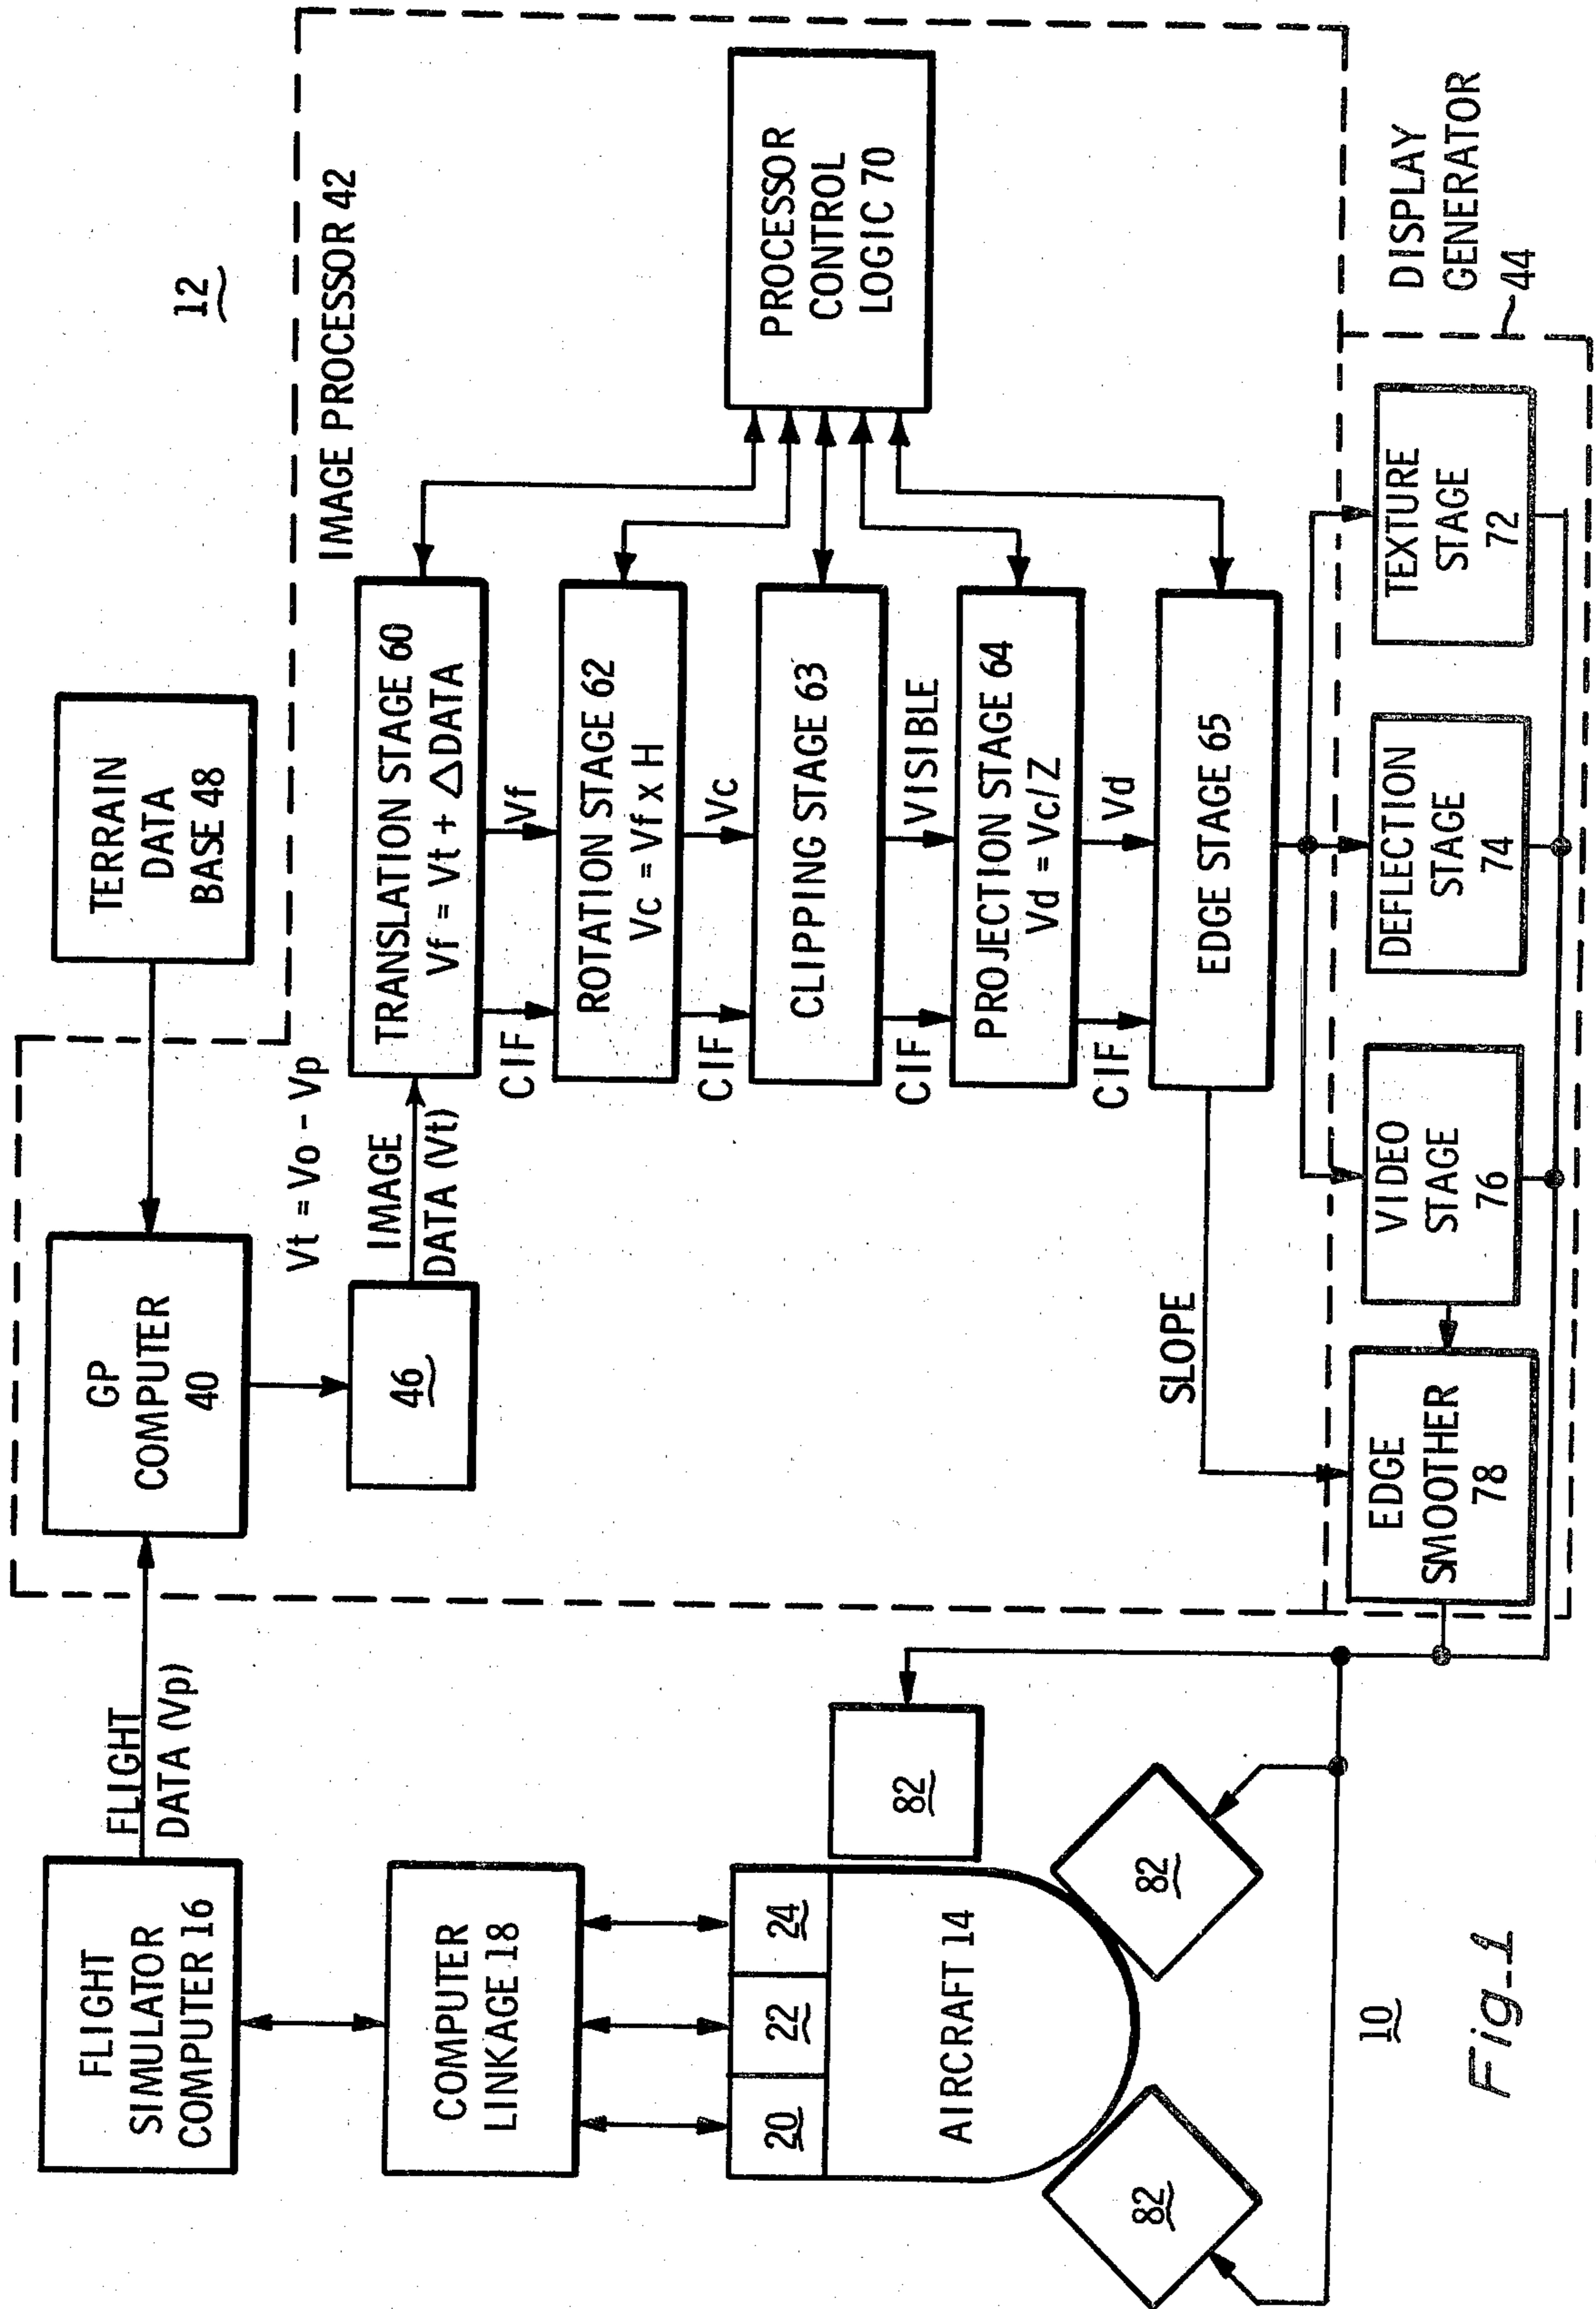 FLIGHT
SIMULATOR
COMPUTER 16
FLIGHT
DATA (Vp)
GP
COMPUTER
40
TERRAIN
DATA
BASE 48
12
COMPUTER
LINKAGE 18
46
Vt = Vo - Vp
IMAGE
DATA (Vt)
IMAGE PROCESSOR 42
TRANSLATION STAGE 60
Vf = Vt + ΔDATA
CIF
Vf
ROTATION STAGE 62
Vc = Vf x H
CIF
Vc
CLIPPING STAGE 63
CIF
VISIBLE
PROJECTION STAGE 64
Vd = Vc/Z
CIF
Vd
EDGE STAGE 65
PROCESSOR
CONTROL
LOGIC 70
20
22
24
AIRCRAFT 14
82
82
82
SLOPE
EDGE
SMOOTHER
78
VIDEO
STAGE
76
DEFLECTION
STAGE
74
TEXTURE
STAGE
72
DISPLAY
GENERATOR
44
10
Fig_1